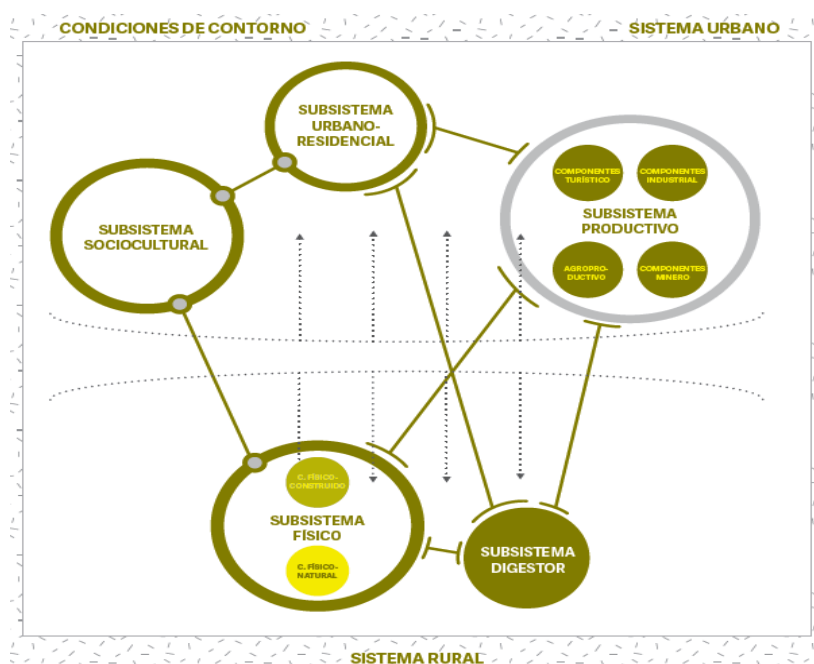 CONDICIONES DE CONTORNO
SISTEMA URBANO
SUBSISTEMA
URBANO-
RESIDENCIAL
SUBSISTEMA
SOCIOCULTURAL
COMPONENTES
TURÍSTICO
COMPONENTES
INDUSTRIAL
SUBSISTEMA
PRODUCTIVO
AGROPRO-
DUCTIVO
COMPONENTES
MINERO
C. FÍSICO-
CONSTRUIDO
SUBSISTEMA
FÍSICO
C. FÍSICO-
NATURAL
SUBSISTEMA
DIGESTOR
SISTEMA RURAL